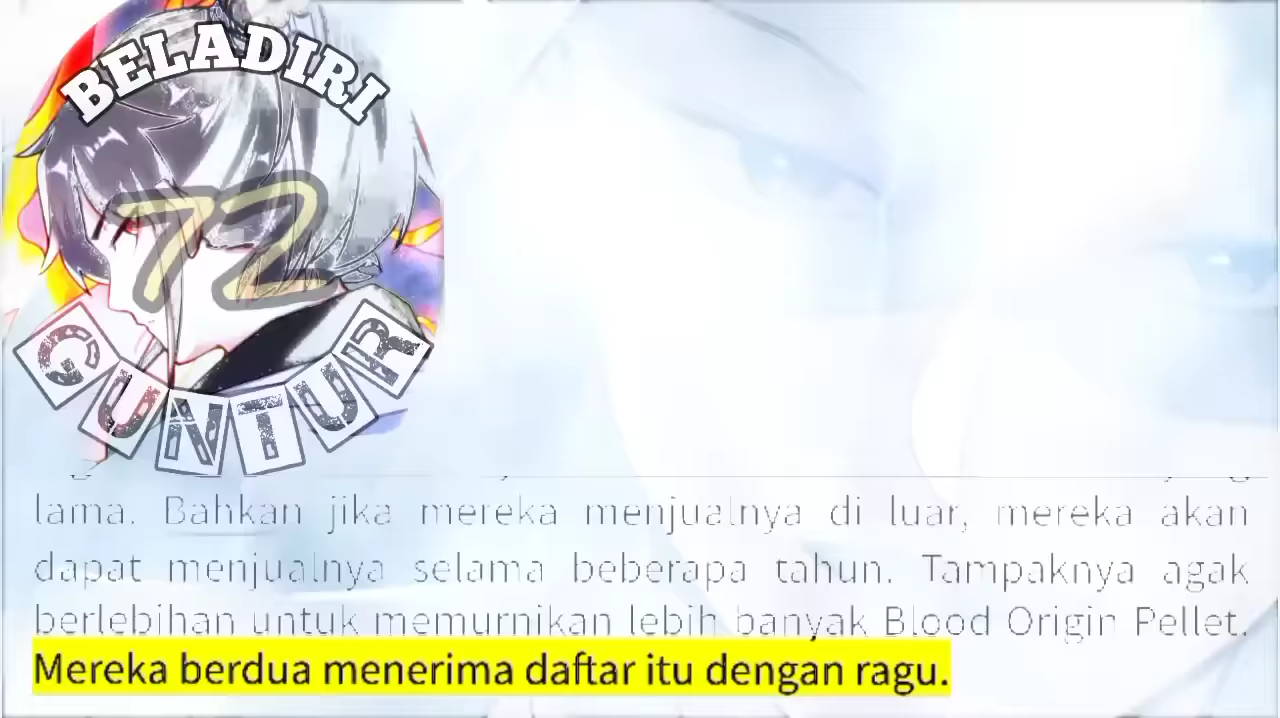 BELADIRI
72
GUNTUR
lama. Bahkan jika mereka menjualnya di luar, mereka akan
dapat menjualnya selama beberapa tahun. Tampaknya agak
berlebihan untuk memurnikan lebih banyak Blood Origin Pellet.
Mereka berdua menerima daftar itu dengan ragu.